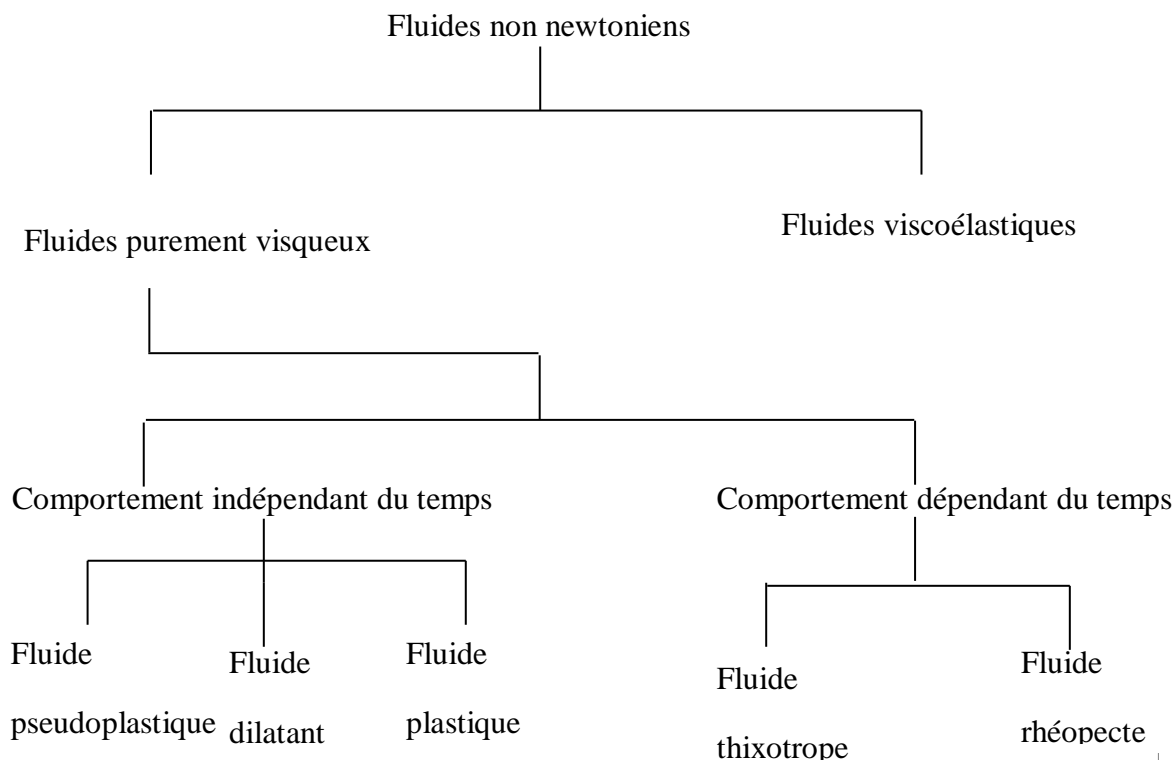 Fluides non newtoniens
Fluides purement visqueux
Fluides viscoélastiques
Comportement indépendant du temps
Comportement dépendant du temps
Fluide
pseudoplastique
Fluide
dilatant
Fluide
plastique
Fluide
thixotrope
Fluide
rhéopecte